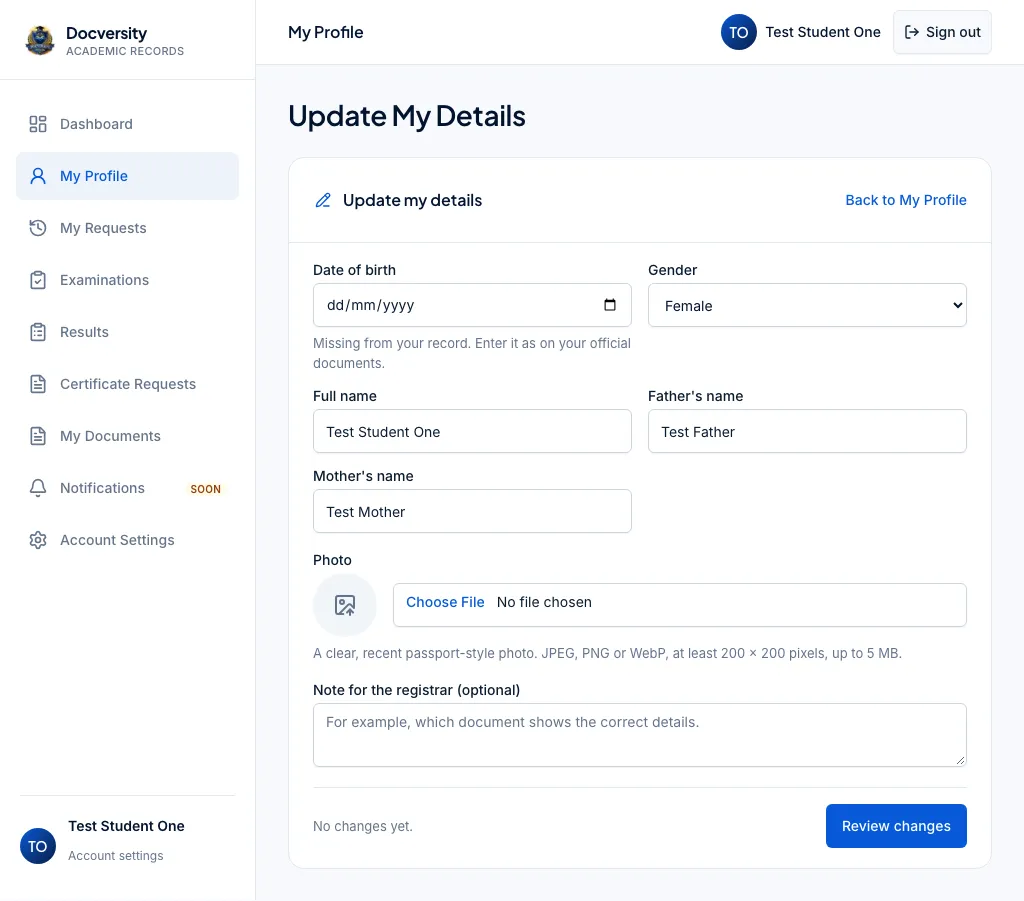 Docversity
ACADEMIC RECORDS
Dashboard
My Profile
My Requests
Examinations
Results
Certificate Requests
My Documents
Notifications SOON
Account Settings
TO Test Student One
Account settings
My Profile
TO Test Student One Sign out
Update My Details
Update my details Back to My Profile
Date of birth Gender
dd/mm/yyyy Female
Missing from your record. Enter it as on your official
documents.
Full name Father's name
Test Student One Test Father
Mother's name
Test Mother
Photo
Choose File No file chosen
A clear, recent passport-style photo. JPEG, PNG or WebP, at least 200 × 200 pixels, up to 5 MB.
Note for the registrar (optional)
For example, which document shows the correct details.
No changes yet. Review changes